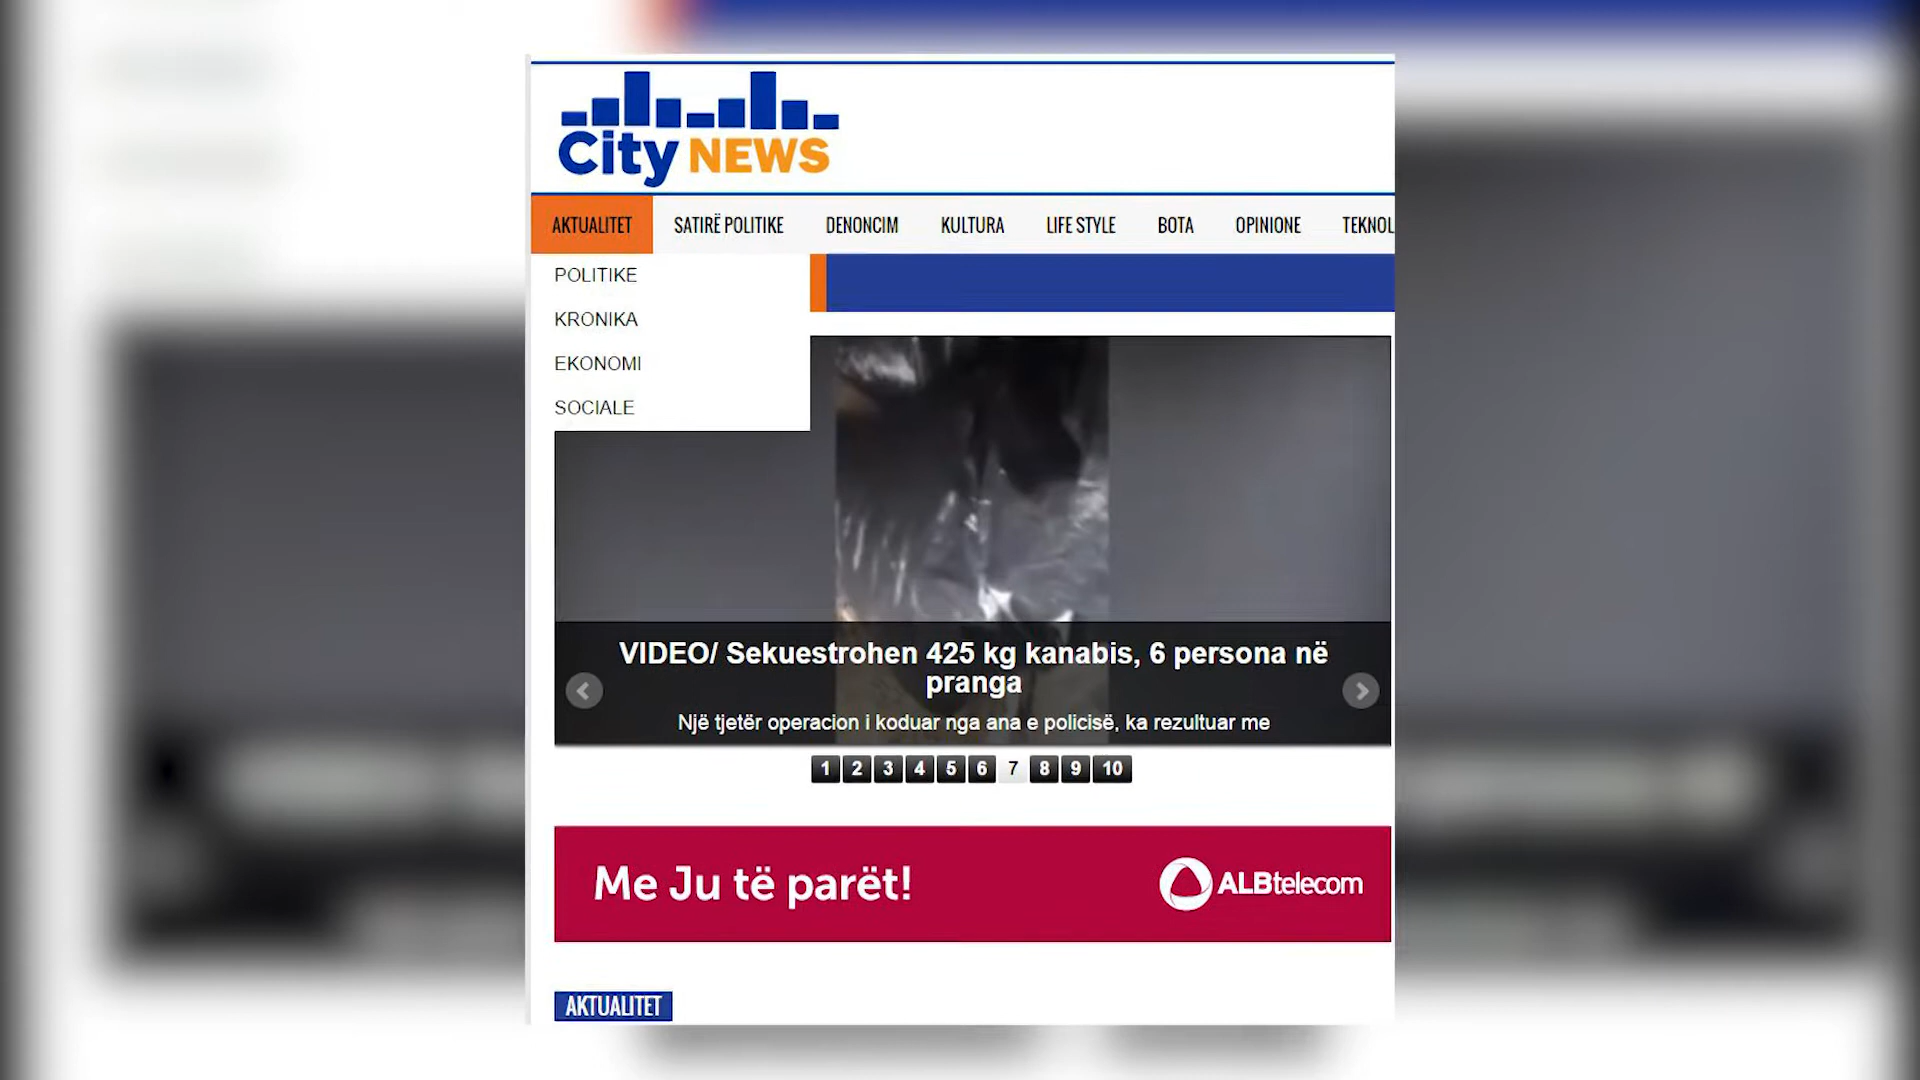 City NEWS
AKTUALITET SATIRË POLITIKE DENONCIM KULTURA LIFE STYLE BOTA OPINIONE TEKNOL
POLITIKE
KRONIKA
EKONOMI
SOCIALE
VIDEO/ Sekuestrohen 425 kg kanabis, 6 persona në
pranga
Një tjetër operacion i koduar nga ana e policisë, ka rezultuar me
1 2 3 4 5 6 7 8 9 10
Me Ju të parët! ALBtelecom
AKTUALITET